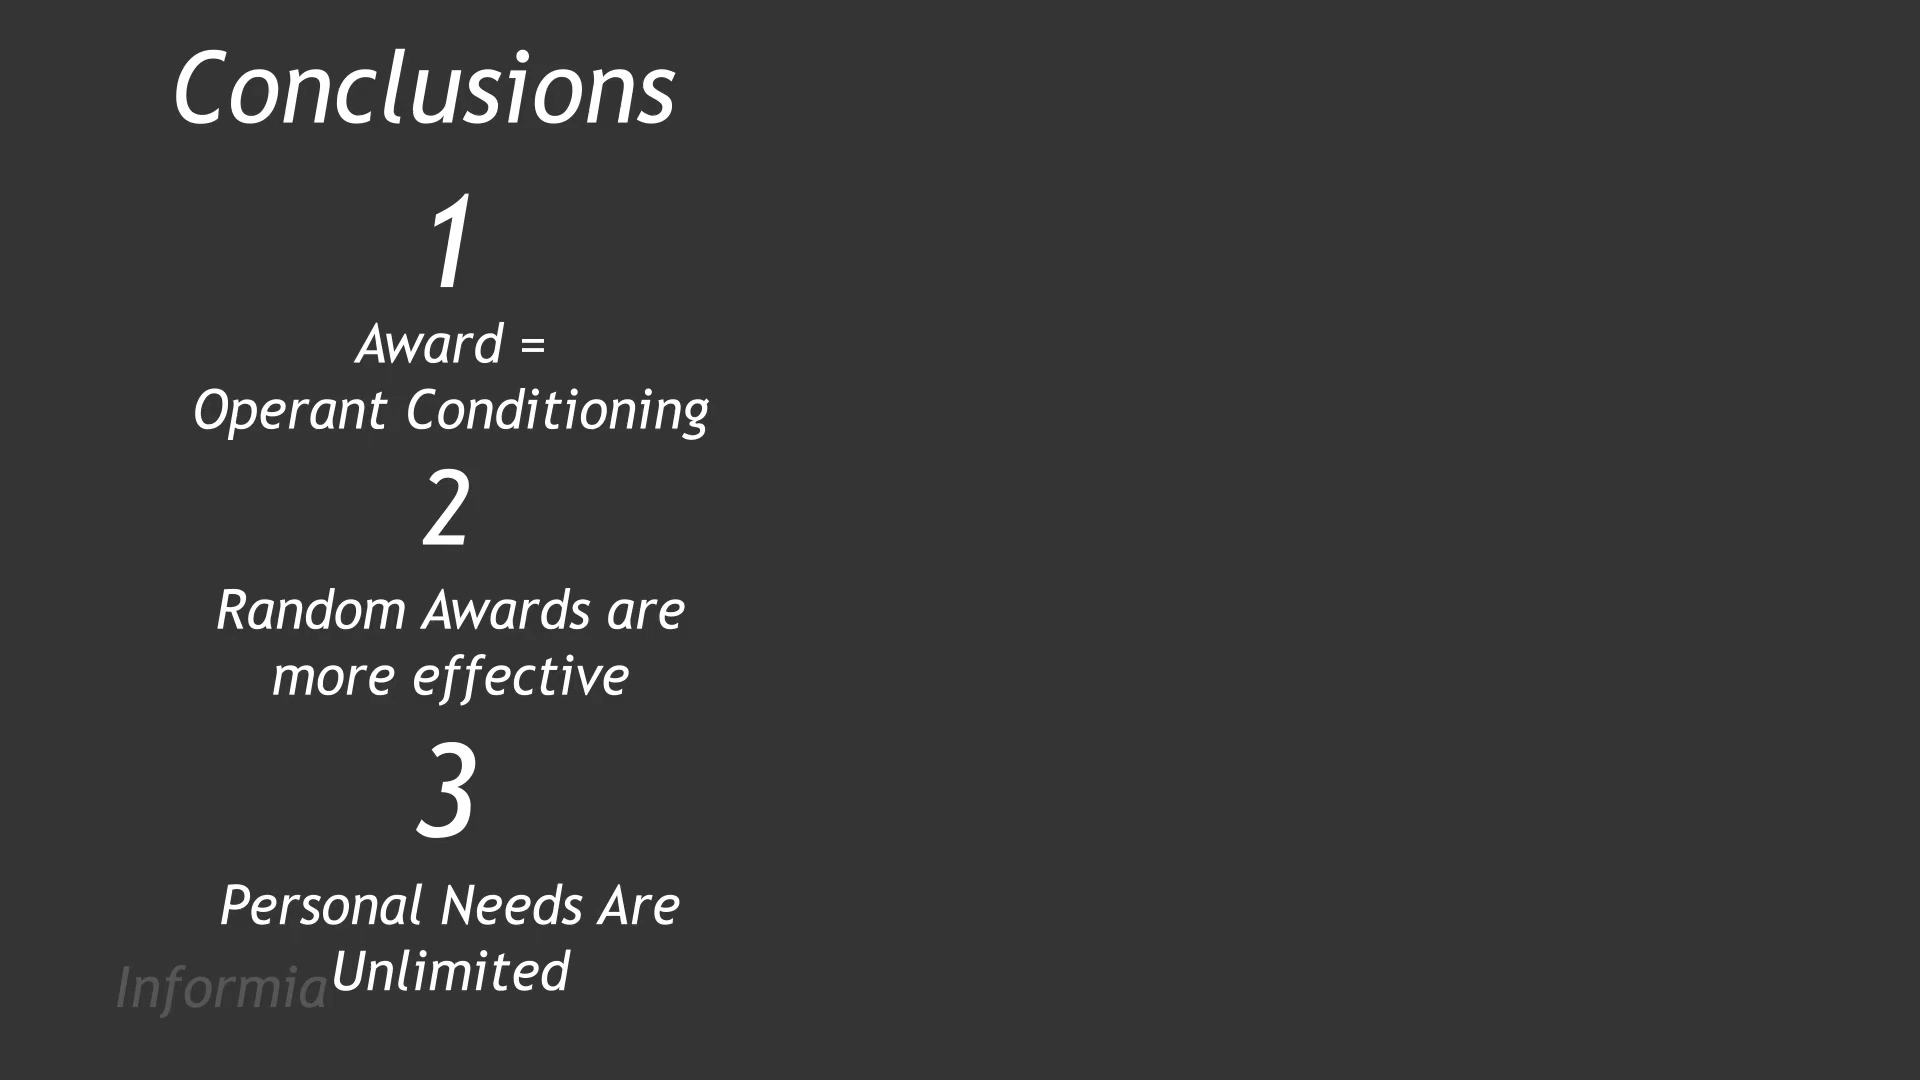 Conclusions
1
Award =
Operant Conditioning
2
Random Awards are
more effective
3
Personal Needs Are
Unlimited
Informia